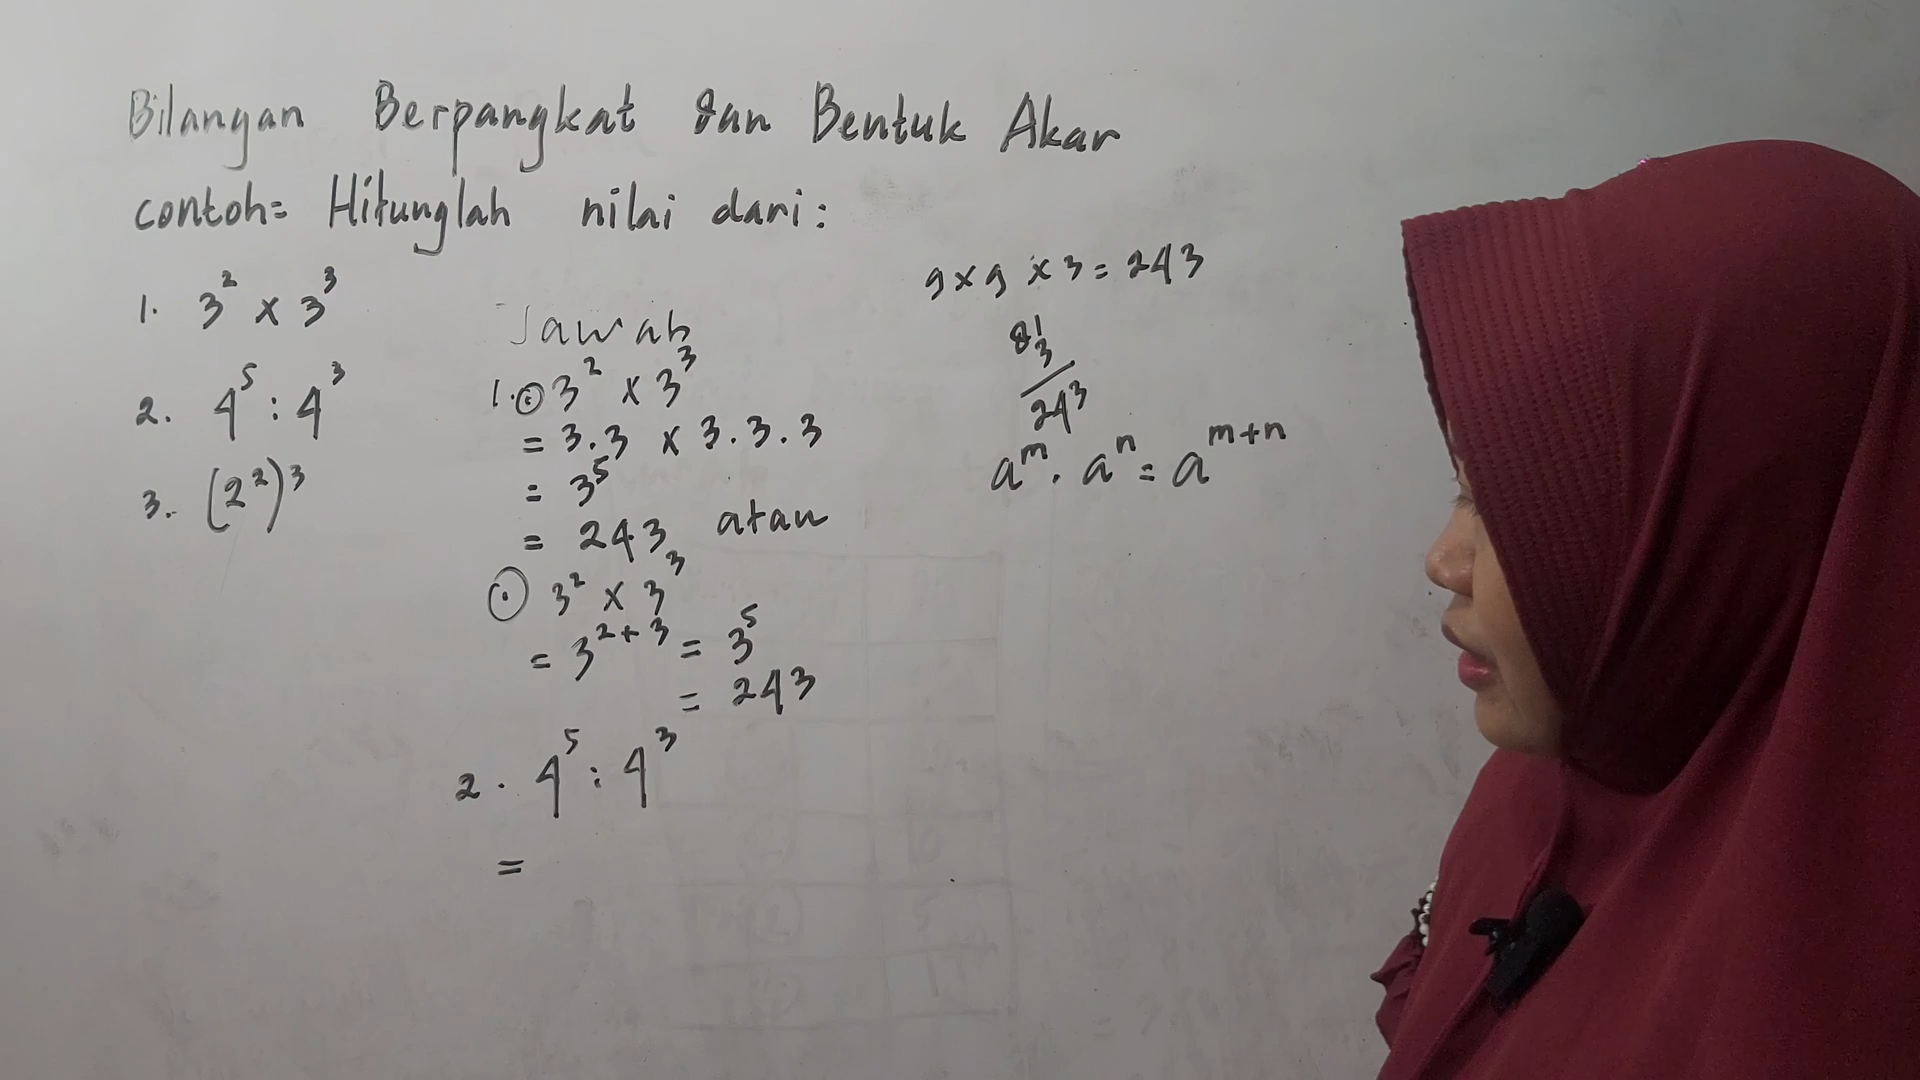 Bilangan Berpangkat dan Bentuk Akar
contoh= Hitunglah nilai dari:
1. 3² x 3³
2. 4⁵ : 4³
3. (2²)³
Jawab
1. ⊙ 3² x 3³
= 3.3 x 3.3.3
= 3⁵
= 243 atau
⊙ 3² x 3³
= 3²⁺³ = 3⁵
= 243
2. 4⁵ : 4³
=
9 x 9 x 3 = 243
81
3
243
aᵐ . aⁿ = aᵐ⁺ⁿ